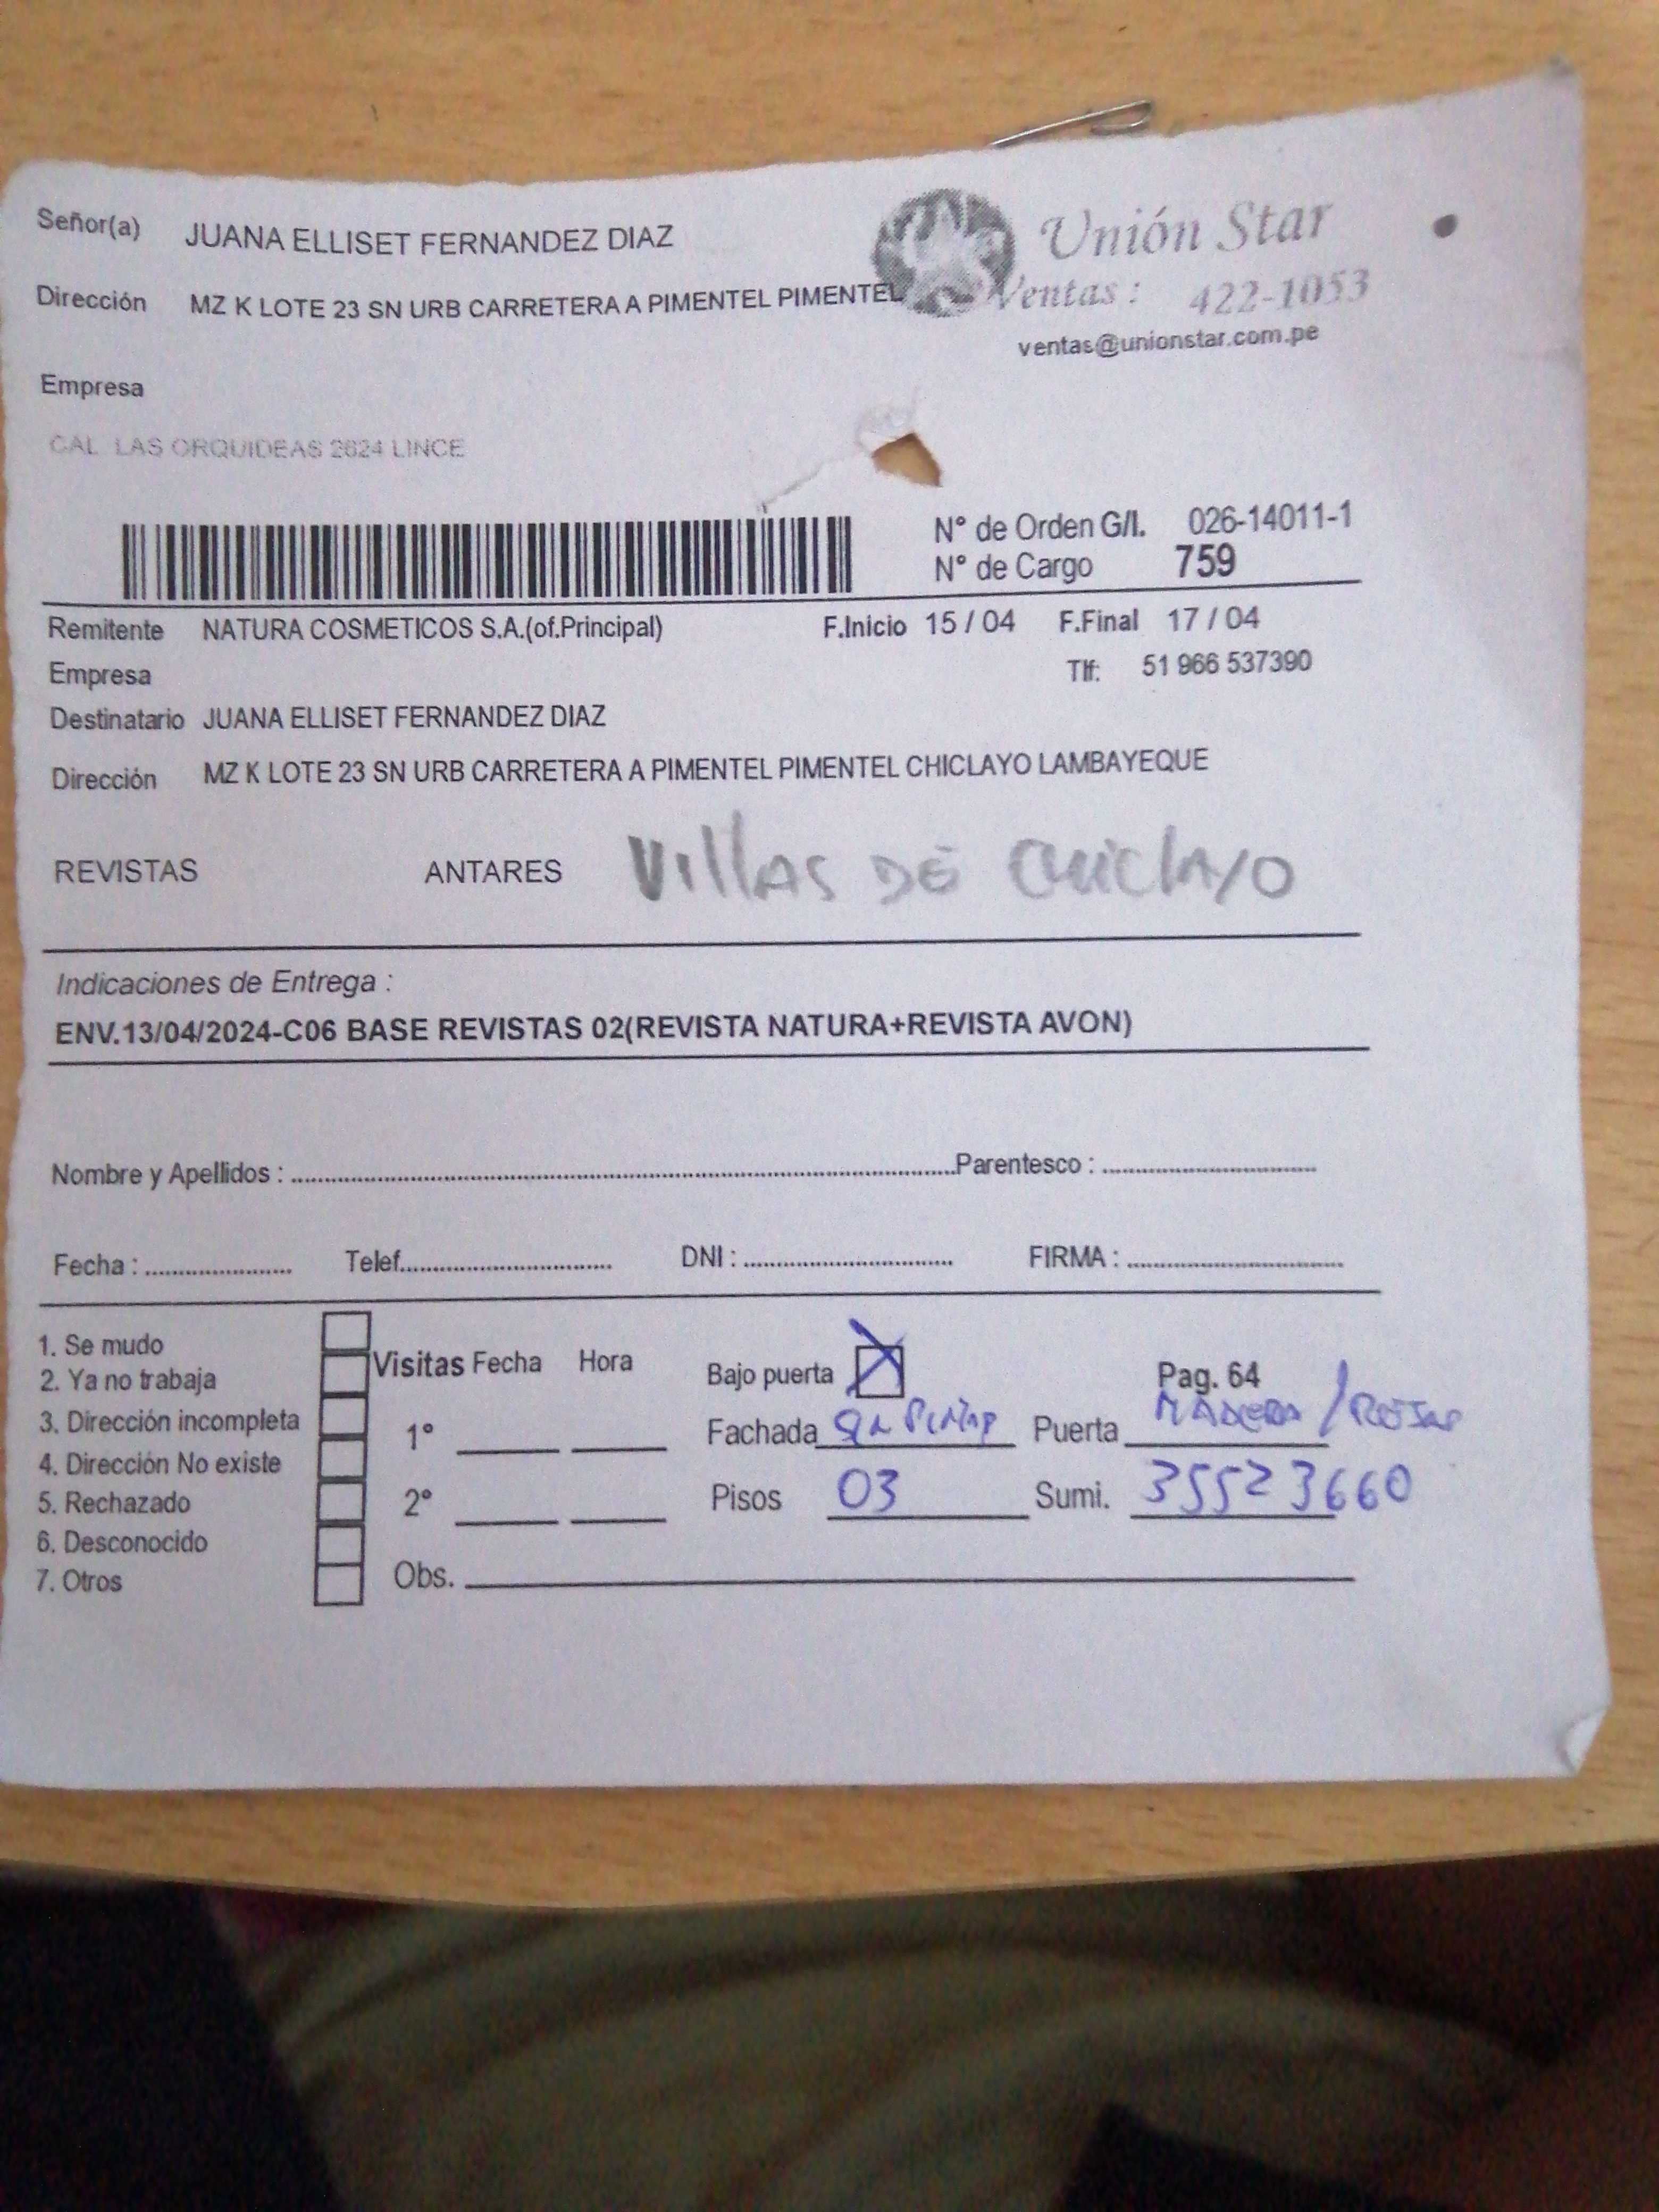 Señor(a) JUANA ELLISET FERNANDEZ DIAZ
Unión Star
Dirección MZ K LOTE 23 SN URB CARRETERA A PIMENTEL PIMENTEL
Ventas : 422-1053
ventas@unionstar.com.pe
Empresa
CAL LAS ORQUIDEAS 2624 LINCE
N° de Orden G/I. 026-14011-1
N° de Cargo 759
Remitente NATURA COSMETICOS S.A.(of.Principal) F.Inicio 15 / 04 F.Final 17 / 04
Empresa Tlf: 51 966 537390
Destinatario JUANA ELLISET FERNANDEZ DIAZ
Dirección MZ K LOTE 23 SN URB CARRETERA A PIMENTEL PIMENTEL CHICLAYO LAMBAYEQUE
REVISTAS ANTARES Villas DE CHiClAyO
Indicaciones de Entrega :
ENV.13/04/2024-C06 BASE REVISTAS 02(REVISTA NATURA+REVISTA AVON)
Nombre y Apellidos : Parentesco :
Fecha : Telef. DNI : FIRMA :
1. Se mudo
2. Ya no trabaja
3. Dirección incompleta
4. Dirección No existe
5. Rechazado
6. Desconocido
7. Otros
Visitas Fecha Hora
1°
2°
Obs.
Bajo puerta X Pag. 64
Fachada Sin Pintar Puerta MADERA / REJAS
Pisos 03 Sumi. 35523660